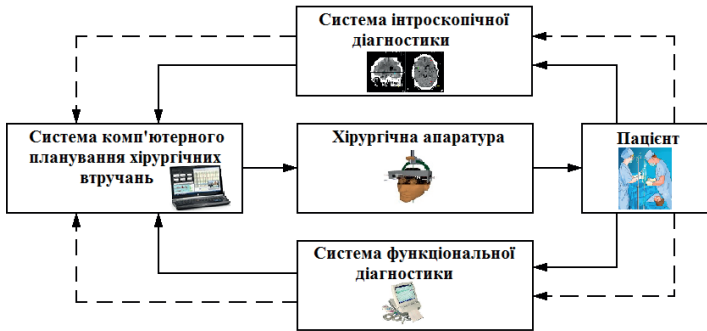 Система інтроскопічної
діагностики
Система комп'ютерного
планування хірургічних
втручань
Хірургічна апаратура
Пацієнт
Система функціональної
діагностики